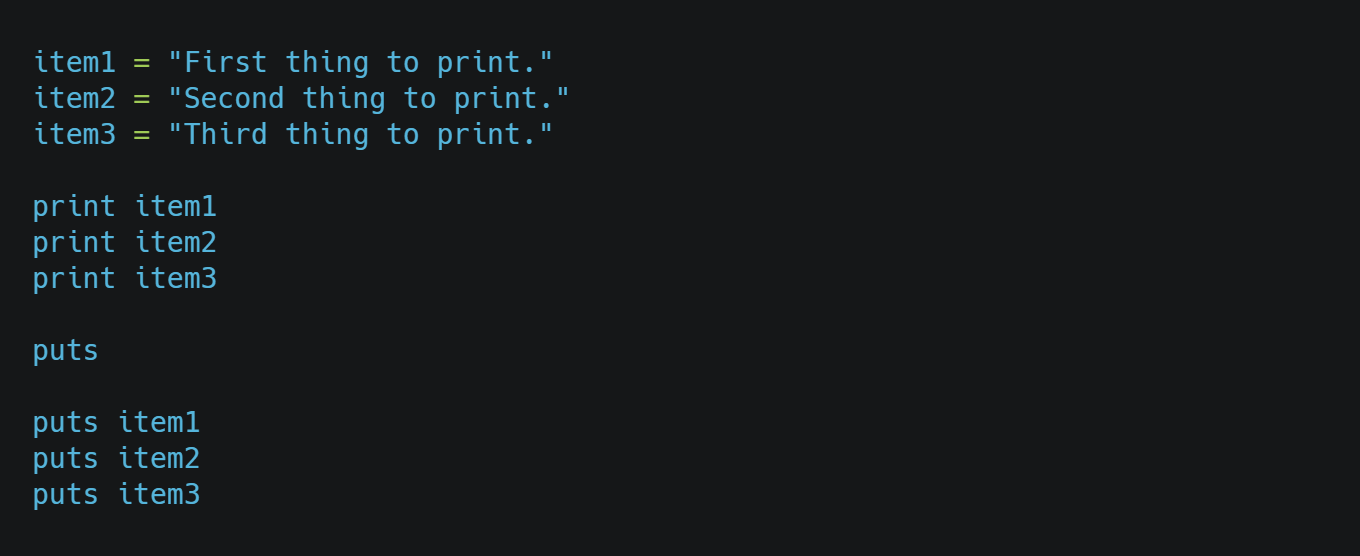 item1 = "First thing to print."
item2 = "Second thing to print."
item3 = "Third thing to print."
print item1
print item2
print item3
puts
puts item1
puts item2
puts item3